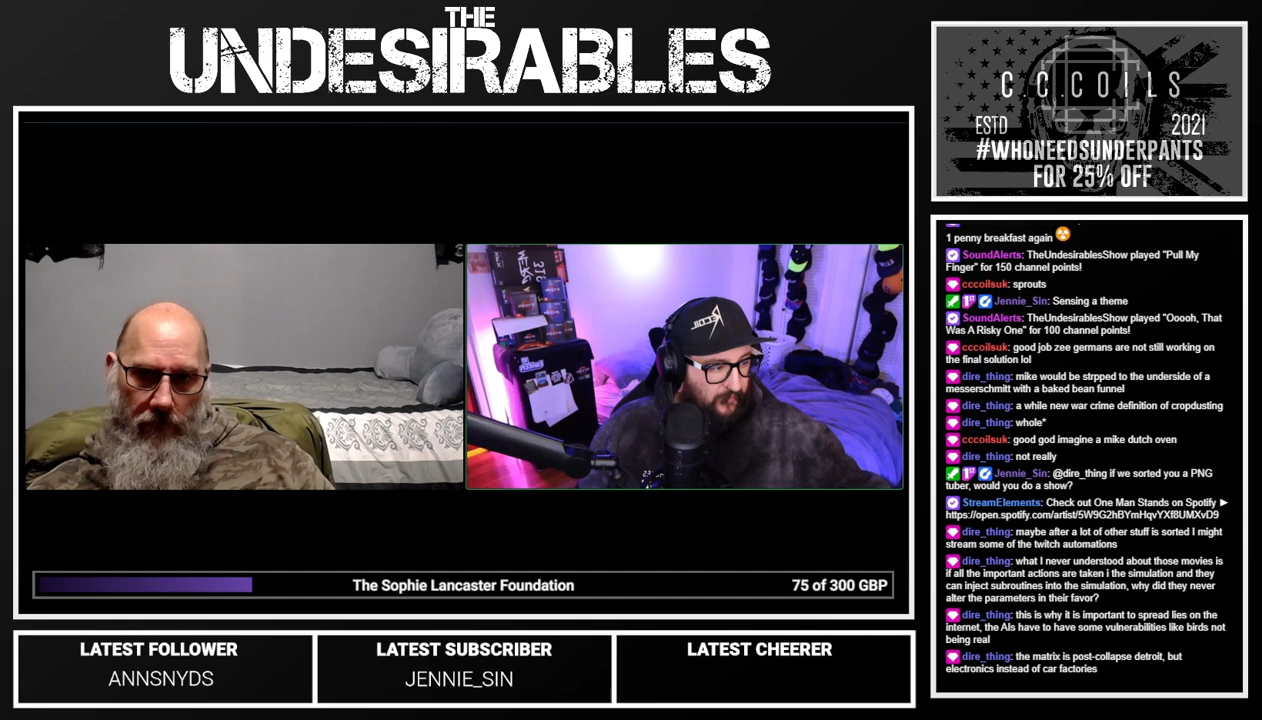 THE
UNDESIRABLES
C.C.COILS
ESTD 2021
#WHONEEDSUNDERPANTS
FOR 25% OFF
1 penny breakfast again
SoundAlerts: TheUndesirablesShow played "Pull My
Finger" for 150 channel points!
cccoilsuk: sprouts
Jennie_Sin: Sensing a theme
SoundAlerts: TheUndesirablesShow played "Ooooh, That
Was A Risky One" for 100 channel points!
cccoilsuk: good job zee germans are not still working on
the final solution lol
dire_thing: mike would be strpped to the underside of a
messerschmitt with a baked bean funnel
dire_thing: a while new war crime definition of cropdusting
dire_thing: whole*
cccoilsuk: good god imagine a mike dutch oven
dire_thing: not really
Jennie_Sin: @dire_thing if we sorted you a PNG
tuber, would you do a show?
StreamElements: Check out One Man Stands on Spotify ►
https://open.spotify.com/artist/5W9G2hBYmHqvYXf8UMXvD9
dire_thing: maybe after a lot of other stuff is sorted I might
stream some of the twitch automations
dire_thing: what I never understood about those movies is
if all the important actions are taken i the simulation and they
can inject subroutines into the simulation, why did they never
alter the parameters in their favor?
dire_thing: this is why it is important to spread lies on the
internet, the AIs have to have some vulnerabilities like birds not
being real
dire_thing: the matrix is post-collapse detroit, but
electronics instead of car factories
The Sophie Lancaster Foundation 75 of 300 GBP
LATEST FOLLOWER
ANNSNYDS
LATEST SUBSCRIBER
JENNIE_SIN
LATEST CHEERER